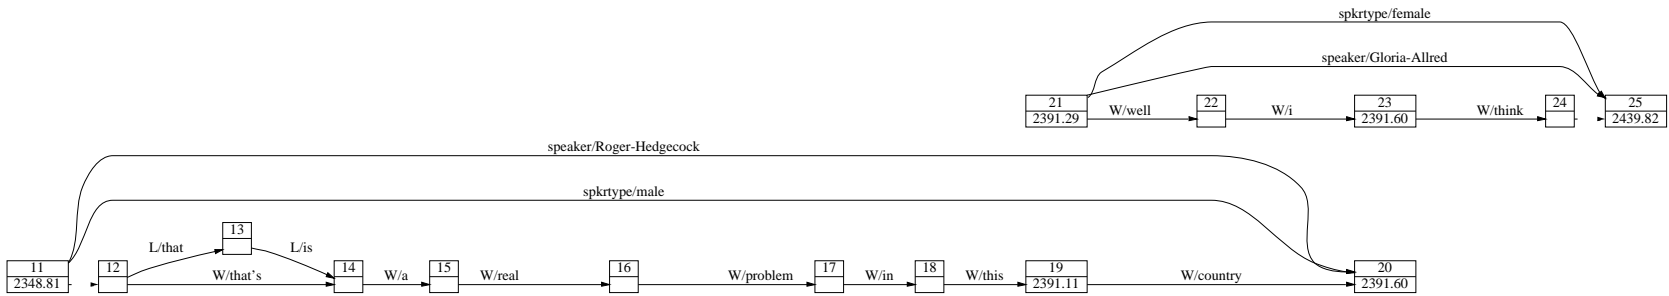 spkrtype/female
speaker/Gloria-Allred
21 22 23 24 25
W/well W/i W/think
2391.29 2391.60 2439.82
speaker/Roger-Hedgecock
spkrtype/male
13
L/that L/is
11 12 14 15 16 17 18 19 20
W/that's W/a W/real W/problem W/in W/this W/country
2348.81 2391.11 2391.60